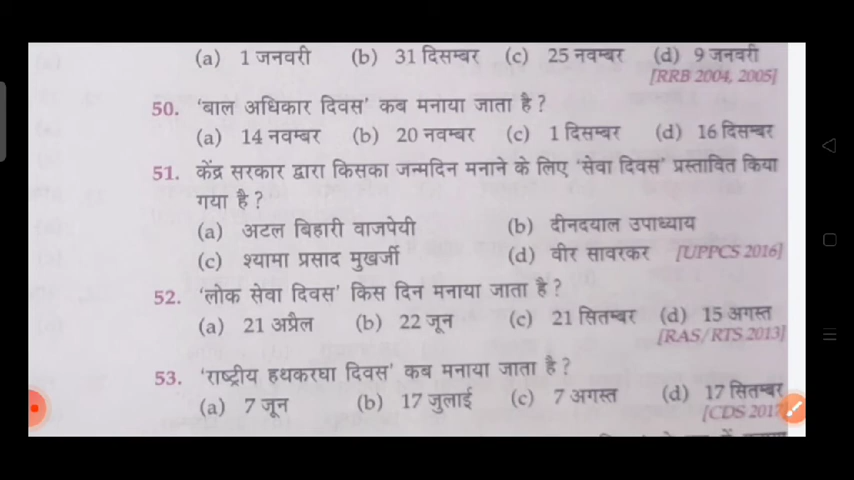 (a) 1 जनवरी (b) 31 दिसम्बर (c) 25 नवम्बर (d) 9 जनवरी
[RRB 2004, 2005]
50. ‘बाल अधिकार दिवस’ कब मनाया जाता है?
(a) 14 नवम्बर (b) 20 नवम्बर (c) 1 दिसम्बर (d) 16 दिसम्बर
51. केंद्र सरकार द्वारा किसका जन्मदिन मनाने के लिए ‘सेवा दिवस’ प्रस्तावित किया
गया है?
(a) अटल बिहारी वाजपेयी (b) दीनदयाल उपाध्याय
(c) श्यामा प्रसाद मुखर्जी (d) वीर सावरकर [UPPCS 2016]
52. ‘लोक सेवा दिवस’ किस दिन मनाया जाता है?
(a) 21 अप्रैल (b) 22 जून (c) 21 सितम्बर (d) 15 अगस्त
[RAS/RTS 2013]
53. ‘राष्ट्रीय हथकरघा दिवस’ कब मनाया जाता है?
(a) 7 जून (b) 17 जुलाई (c) 7 अगस्त (d) 17 सितम्बर
[CDS 2017